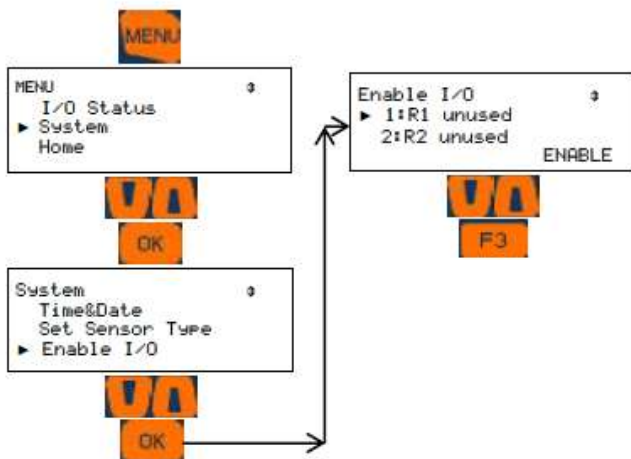 MENU
MENU
I/O Status
► System
Home
OK
System
Time&Date
Set Sensor Type
► Enable I/O
OK
Enable I/O
► 1:R1 unused
2:R2 unused
ENABLE
F3